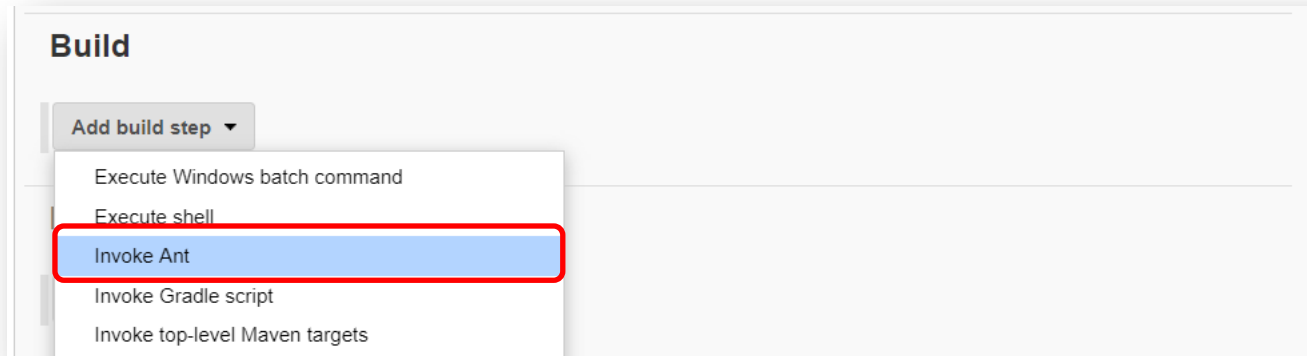 Build
Add build step
Execute Windows batch command
Execute shell
Invoke Ant
Invoke Gradle script
Invoke top-level Maven targets